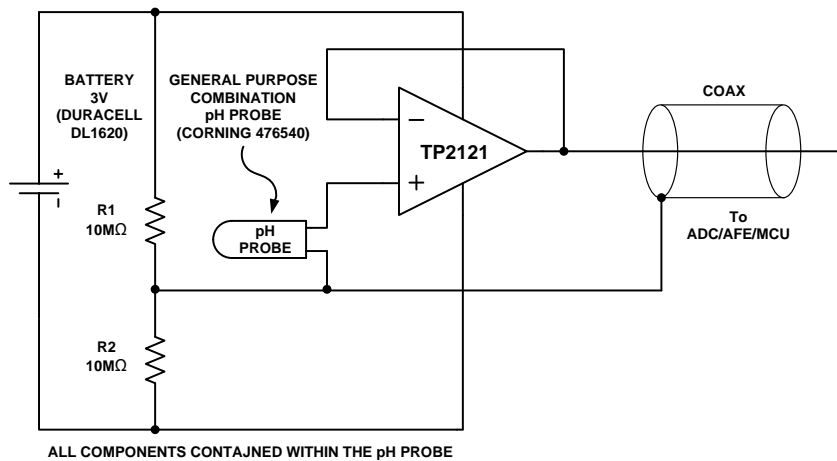 BATTERY
3V
(DURACELL
DL1620)
GENERAL PURPOSE
COMBINATION
pH PROBE
(CORNING 476540)
COAX
TP2121
−
+
+
-
R1
10MΩ
pH
PROBE
To
ADC/AFE/MCU
R2
10MΩ
ALL COMPONENTS CONTAJNED WITHIN THE pH PROBE